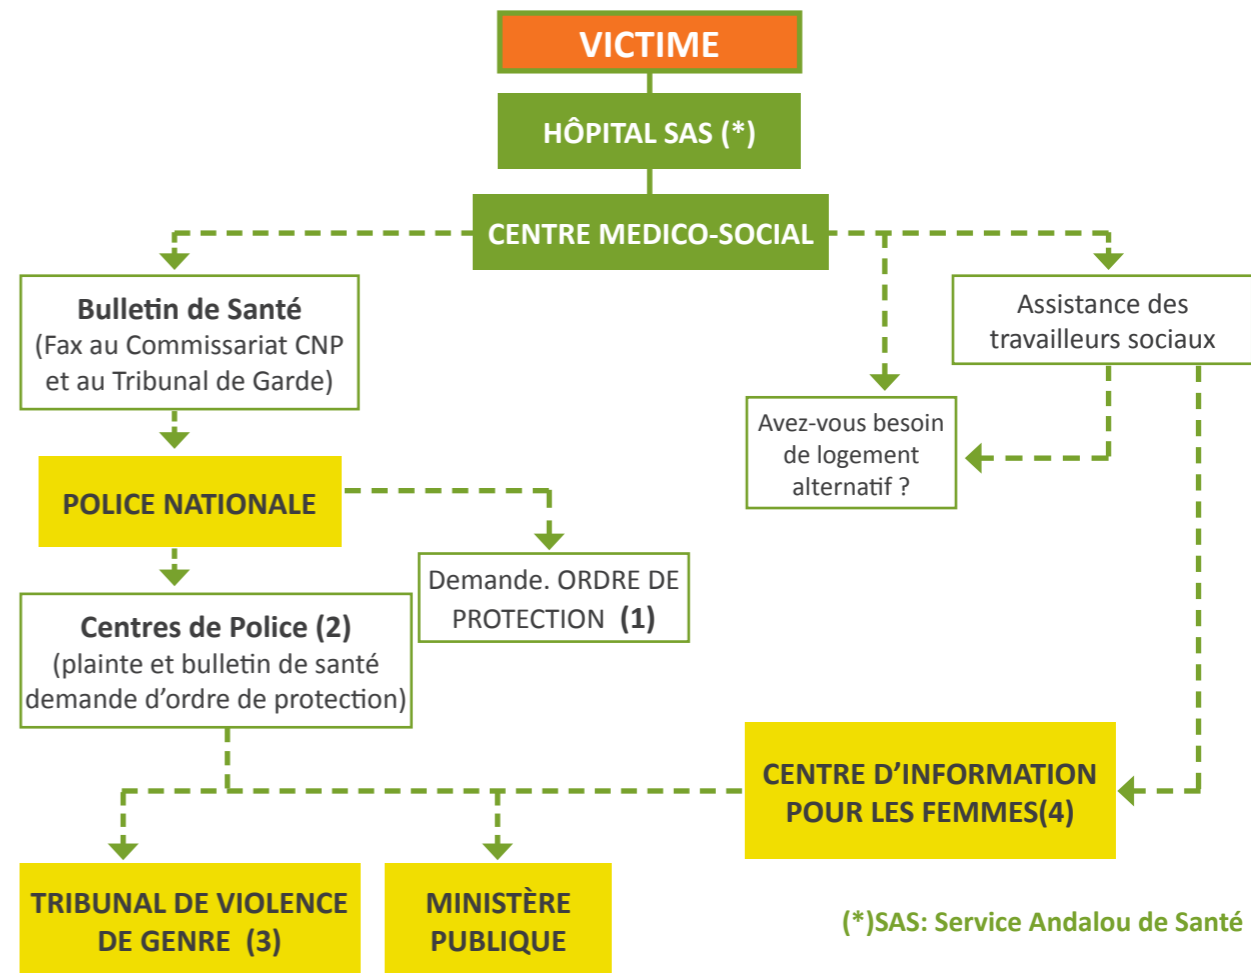 VICTIME
HÔPITAL SAS (*)
CENTRE MEDICO-SOCIAL
Bulletin de Santé
(Fax au Commissariat CNP
et au Tribunal de Garde)
Assistance des
travailleurs sociaux
Avez-vous besoin
de logement
alternatif ?
POLICE NATIONALE
Demande. ORDRE DE
PROTECTION (1)
Centres de Police (2)
(plainte et bulletin de santé
demande d’ordre de protection)
CENTRE D’INFORMATION
POUR LES FEMMES(4)
TRIBUNAL DE VIOLENCE
DE GENRE (3)
MINISTÈRE
PUBLIQUE
(*)SAS: Service Andalou de Santé